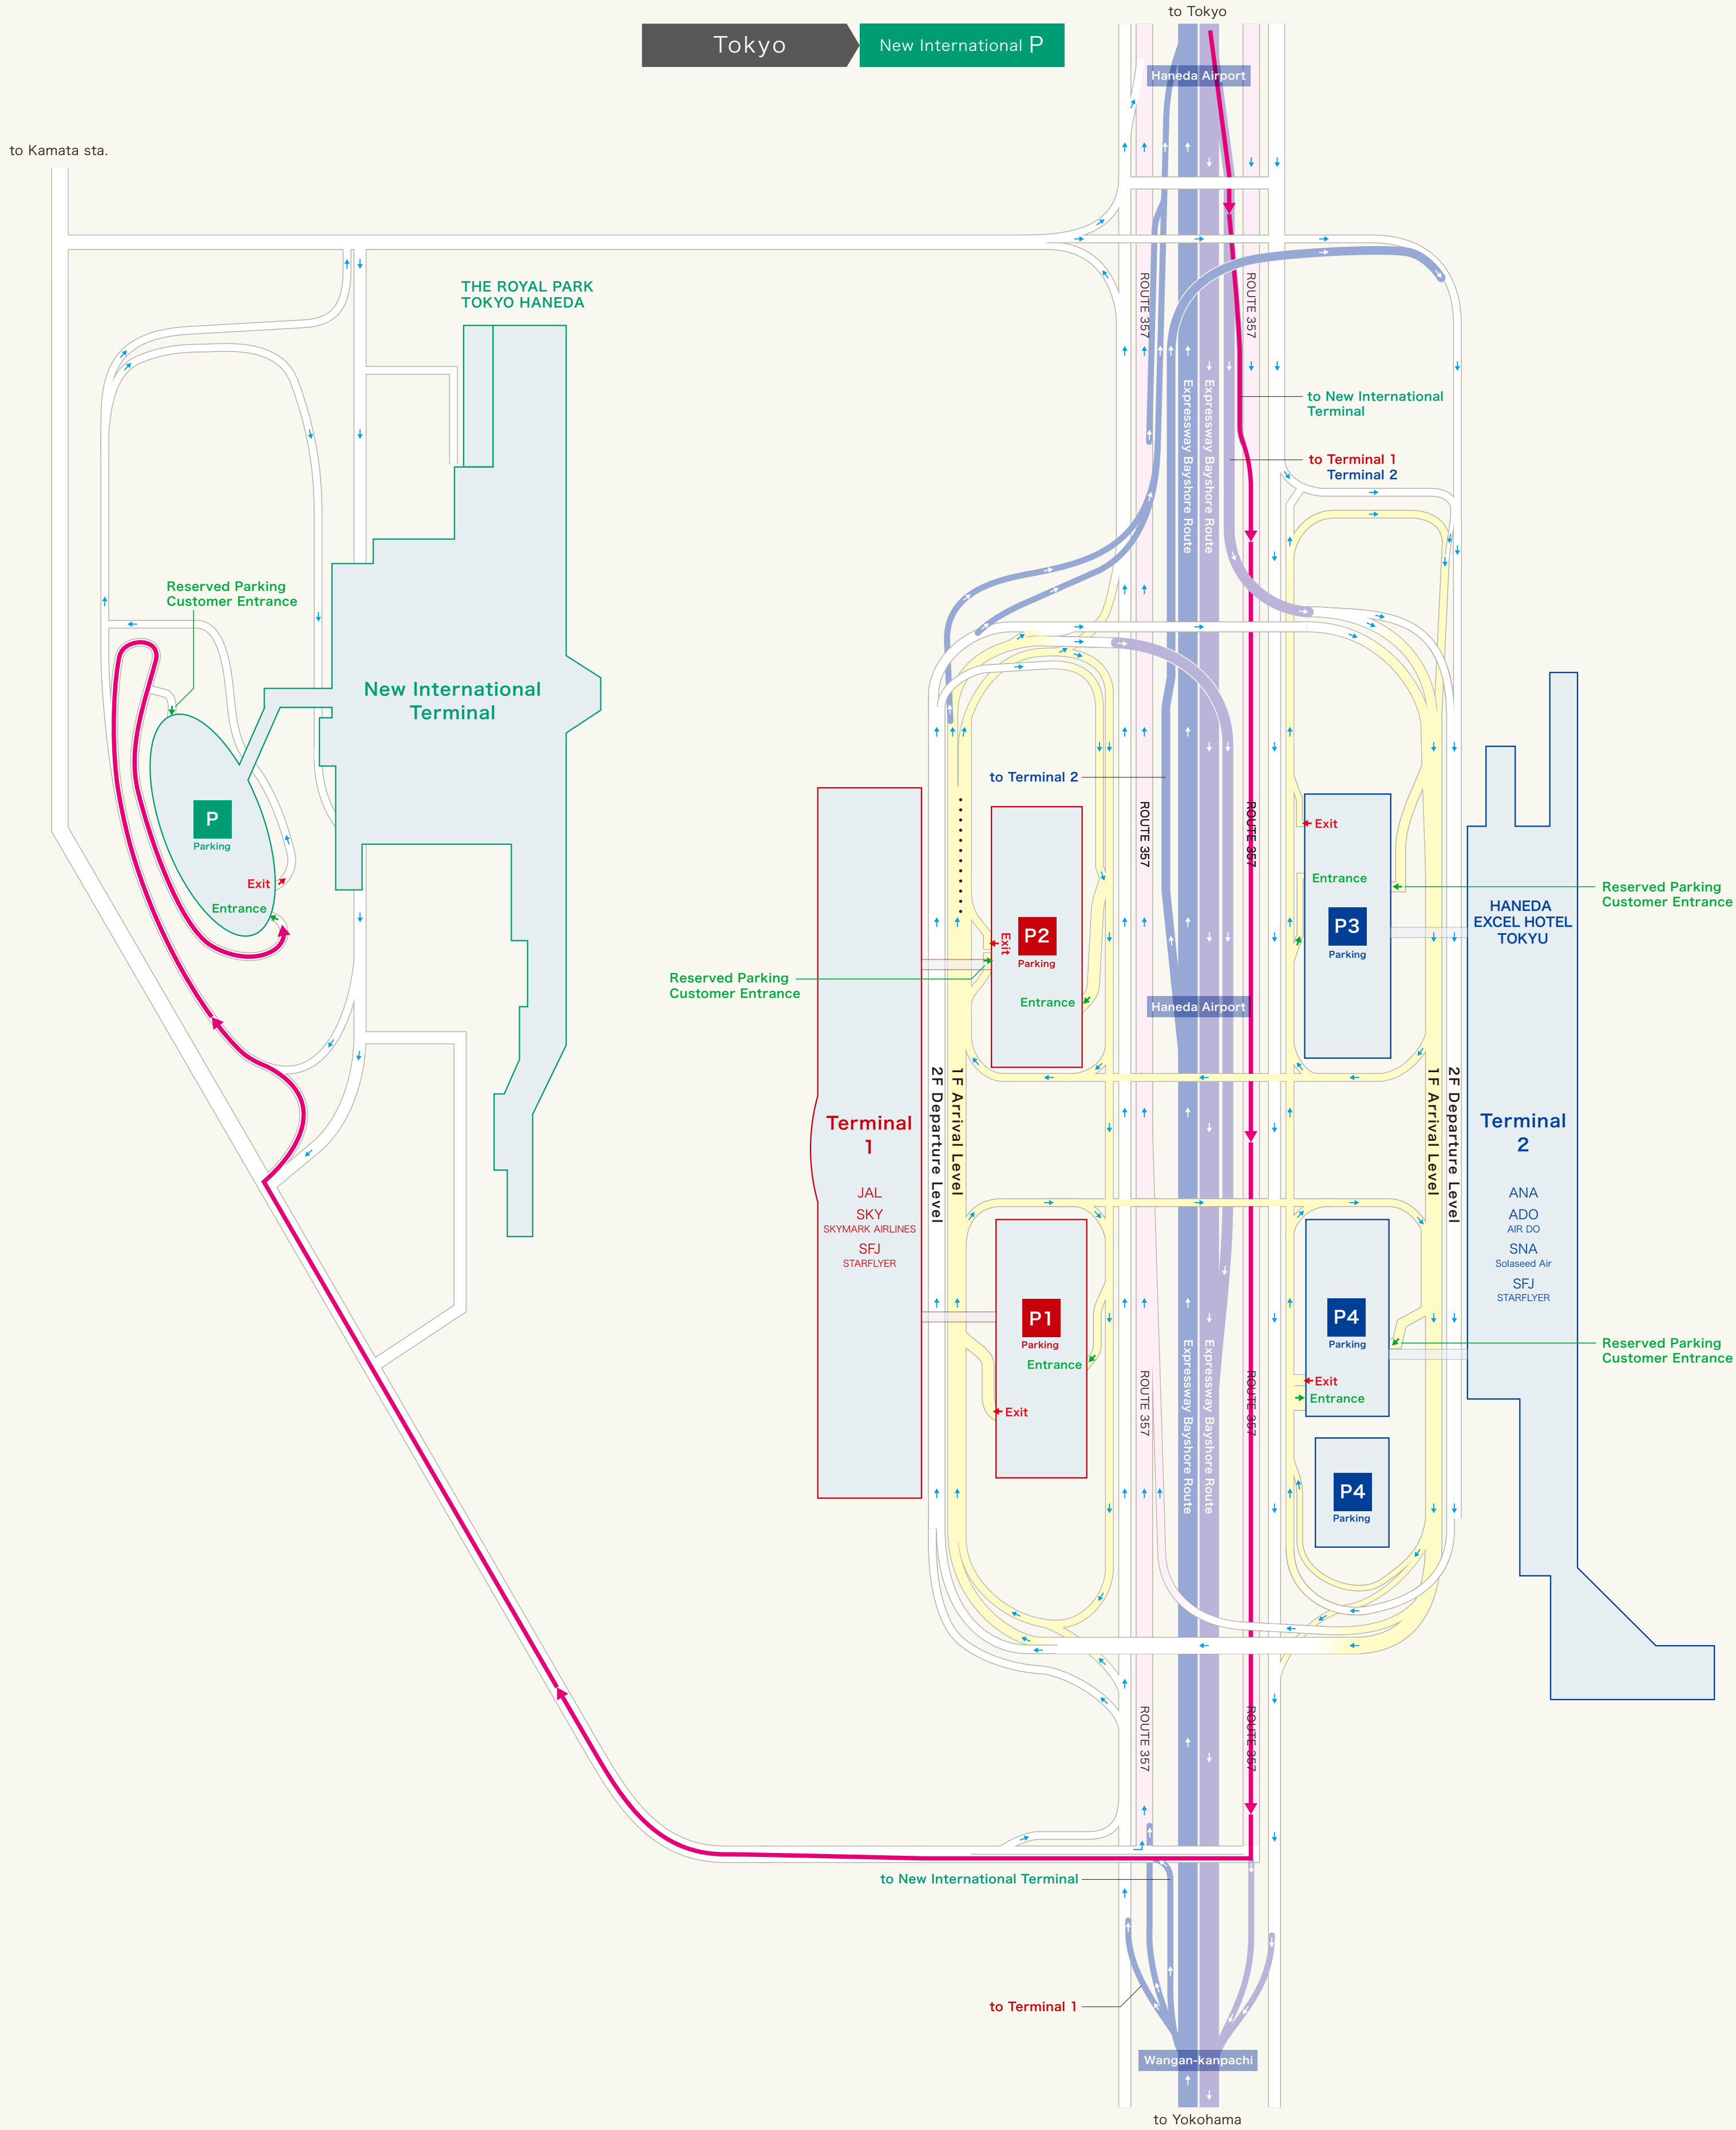 to Tokyo
Tokyo
New International P
Haneda Airport
to Kamata sta.
THE ROYAL PARK
TOKYO HANEDA
ROUTE 357
ROUTE 357
Expressway Bayshore Route
Expressway Bayshore Route
to New International
Terminal
to Terminal 1
Terminal 2
Reserved Parking
Customer Entrance
New International
Terminal
P
Parking
Exit
Entrance
to Terminal 2
ROUTE 357
ROUTE 357
Exit
Entrance
P3
Parking
Reserved Parking
Customer Entrance
HANEDA
EXCEL HOTEL
TOKYU
P2
Parking
Exit
Entrance
Reserved Parking
Customer Entrance
Haneda Airport
2F Departure Level
1F Arrival Level
1F Arrival Level
2F Departure Level
Terminal
1
JAL
SKY
SKYMARK AIRLINES
SFJ
STARFLYER
Terminal
2
ANA
ADO
AIR DO
SNA
Solaseed Air
SFJ
STARFLYER
P1
Parking
Entrance
Exit
P4
Parking
Exit
Entrance
Reserved Parking
Customer Entrance
ROUTE 357
Expressway Bayshore Route
Expressway Bayshore Route
ROUTE 357
P4
Parking
ROUTE 357
ROUTE 357
to New International Terminal
to Terminal 1
Wangan-kanpachi
to Yokohama